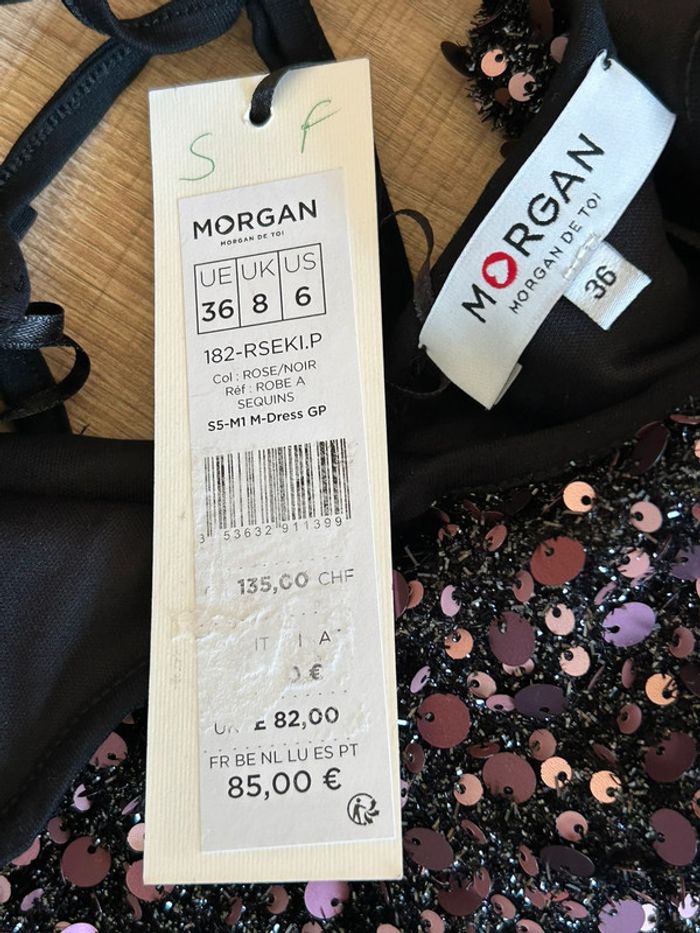 S F
MORGAN
MORGAN DE TOI
UE UK US
36 8 6
182-RSEKI.P
Col : ROSE/NOIR
Réf : ROBE A
SEQUINS
S5-M1 M-Dress GP
3 53632 911399
135,00 CHF
€
82,00
FR BE NL LU ES PT
85,00 €
MORGAN
MORGAN DE TOI
36